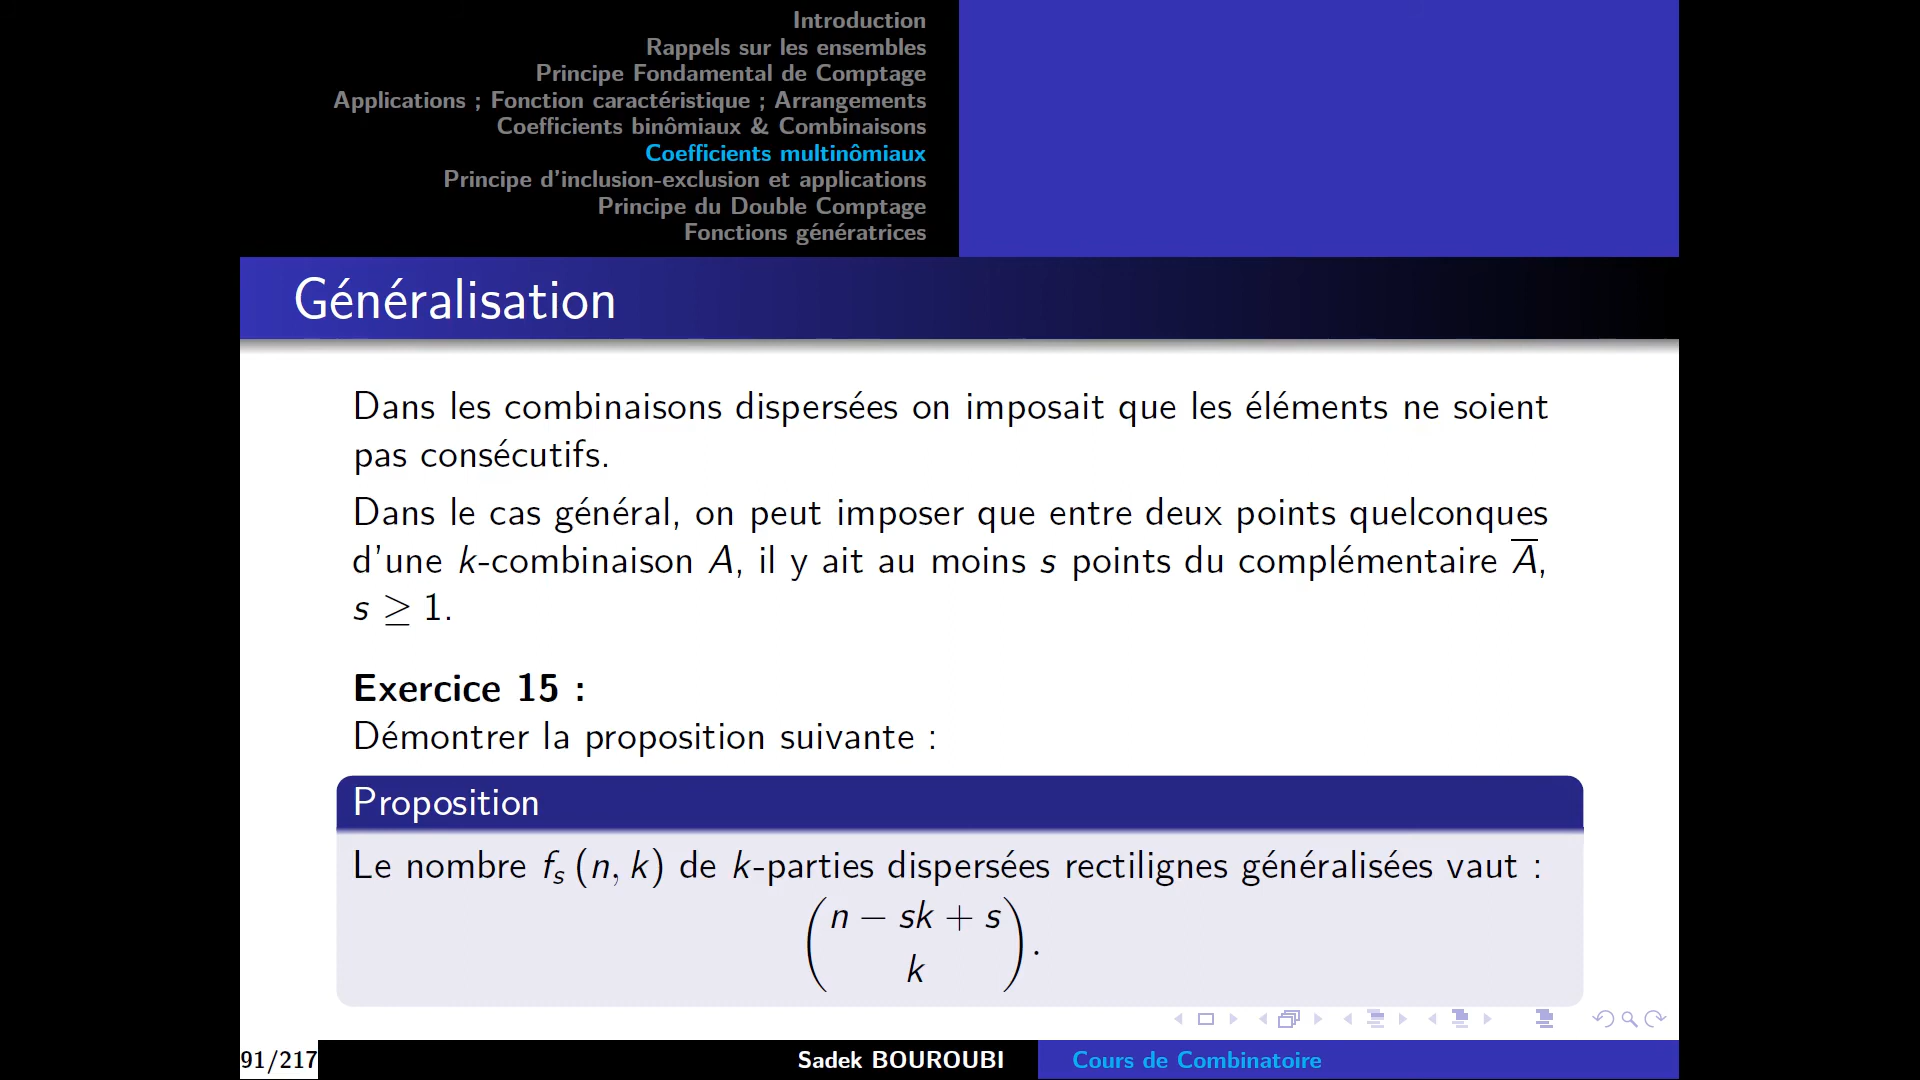 Introduction
Rappels sur les ensembles
Principe Fondamental de Comptage
Applications ; Fonction caractéristique ; Arrangements
Coefficients binômiaux & Combinaisons
Coefficients multinômiaux
Principe d'inclusion-exclusion et applications
Principe du Double Comptage
Fonctions génératrices
Généralisation
Dans les combinaisons dispersées on imposait que les éléments ne soient
pas consécutifs.
Dans le cas général, on peut imposer que entre deux points quelconques
d'une k-combinaison A, il y ait au moins s points du complémentaire A̅,
s ≥ 1.
Exercice 15 :
Démontrer la proposition suivante :
Proposition
Le nombre fₛ (n, k) de k-parties dispersées rectilignes généralisées vaut :
(n − sk + s
k).
91/217
Sadek BOUROUBI
Cours de Combinatoire